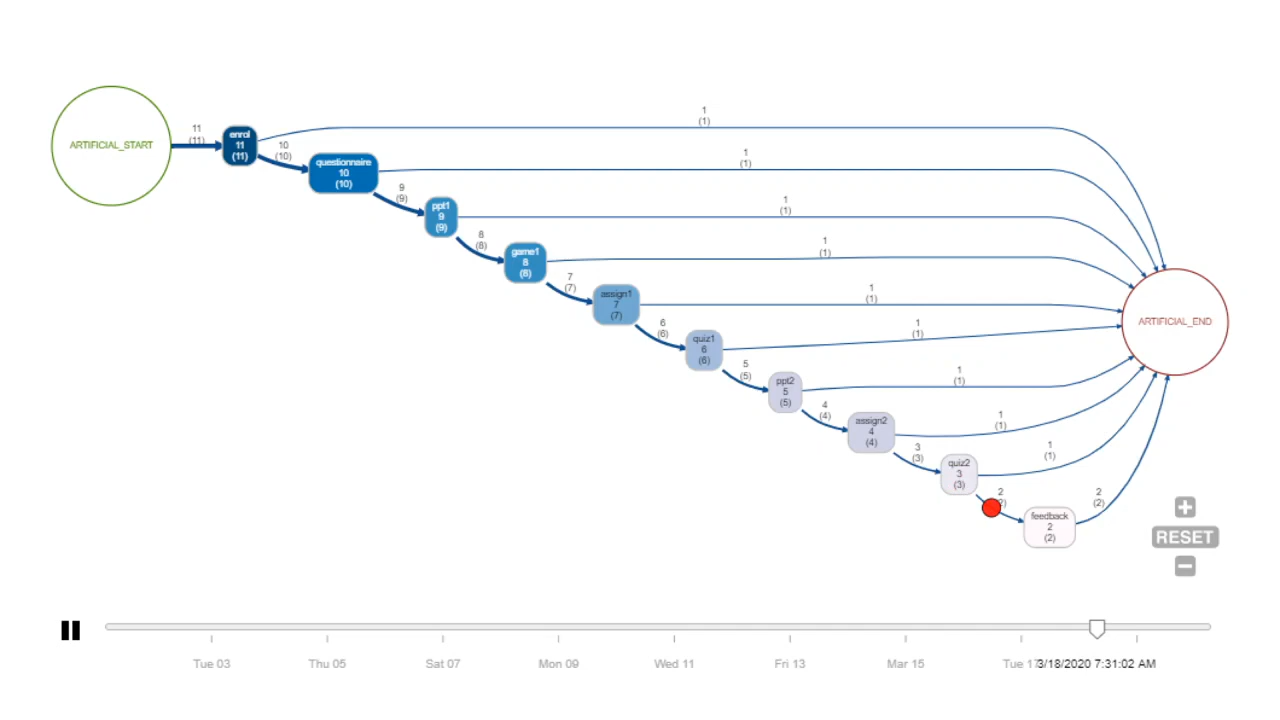 1
(1)
11
(11)
ARTIFICIAL_START
enrol
11
(11)
10
(10)
1
(1)
questionnaire
10
(10)
9
(9)
1
(1)
ppt1
9
(9)
8
(8)
1
(1)
game1
8
(8)
7
(7)
1
(1)
assign1
7
(7)
6
(6)
1
(1)
ARTIFICIAL_END
quiz1
6
(6)
5
(5)
1
(1)
ppt2
5
(5)
4
(4)
1
(1)
assign2
4
(4)
3
(3)
1
(1)
quiz2
3
(3)
2
2
(2)
feedback
2
(2)
RESET
Tue 03
Thu 05
Sat 07
Mon 09
Wed 11
Fri 13
Mar 15
Tue 17
3/18/2020 7:31:02 AM